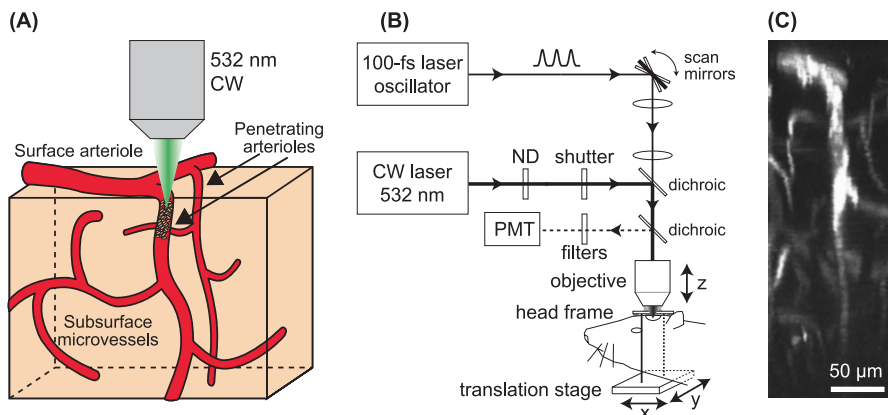 (A)
532 nm
CW
Penetrating
arterioles
Surface arteriole
Subsurface
microvessels
(B)
100-fs laser
oscillator
scan
mirrors
CW laser
532 nm
ND
shutter
dichroic
PMT
filters
dichroic
objective
z
head frame
translation stage
x
y
(C)
50 µm